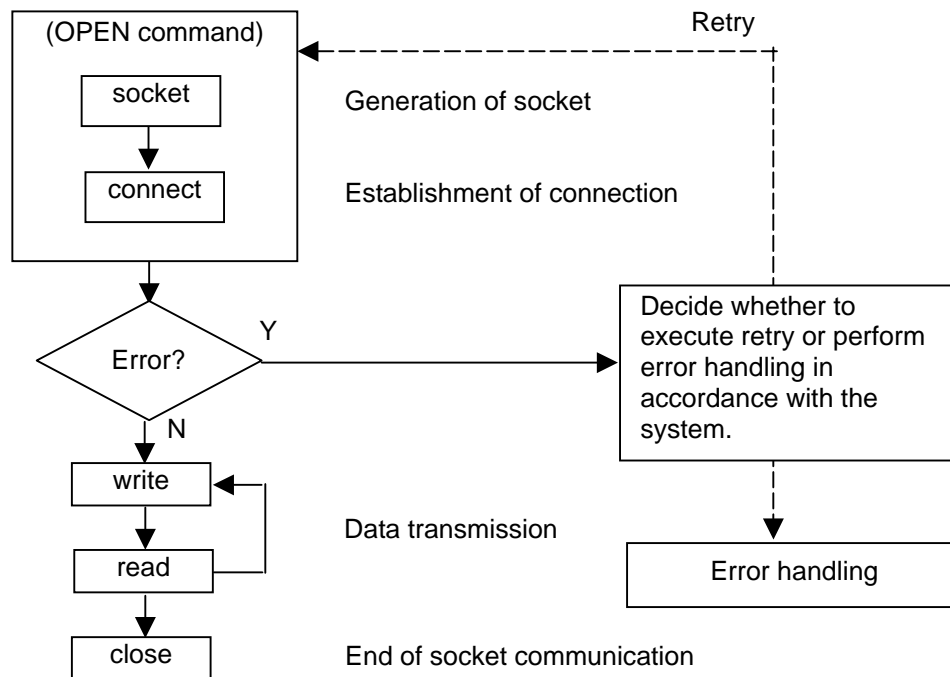 (OPEN command)
Retry
socket
Generation of socket
connect
Establishment of connection
Error?
Y
Decide whether to
execute retry or perform
error handling in
accordance with the
system.
N
write
Data transmission
read
Error handling
close
End of socket communication